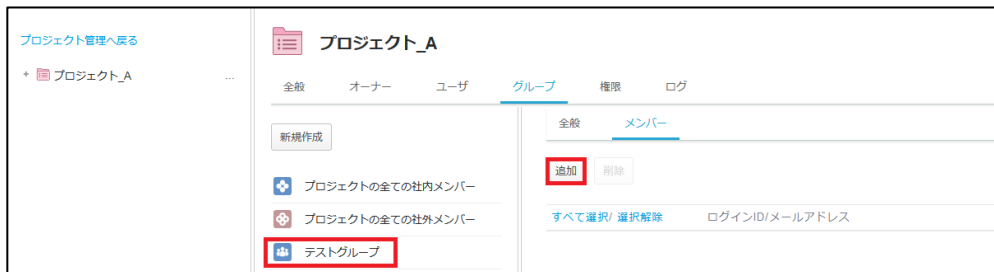 プロジェクト管理へ戻る
プロジェクト_A
...
プロジェクト_A
全般 オーナー ユーザ グループ 権限 ログ
新規作成
プロジェクトの全ての社内メンバー
プロジェクトの全ての社外メンバー
テストグループ
全般 メンバー
追加 削除
すべて選択/ 選択解除 ログインID/メールアドレス